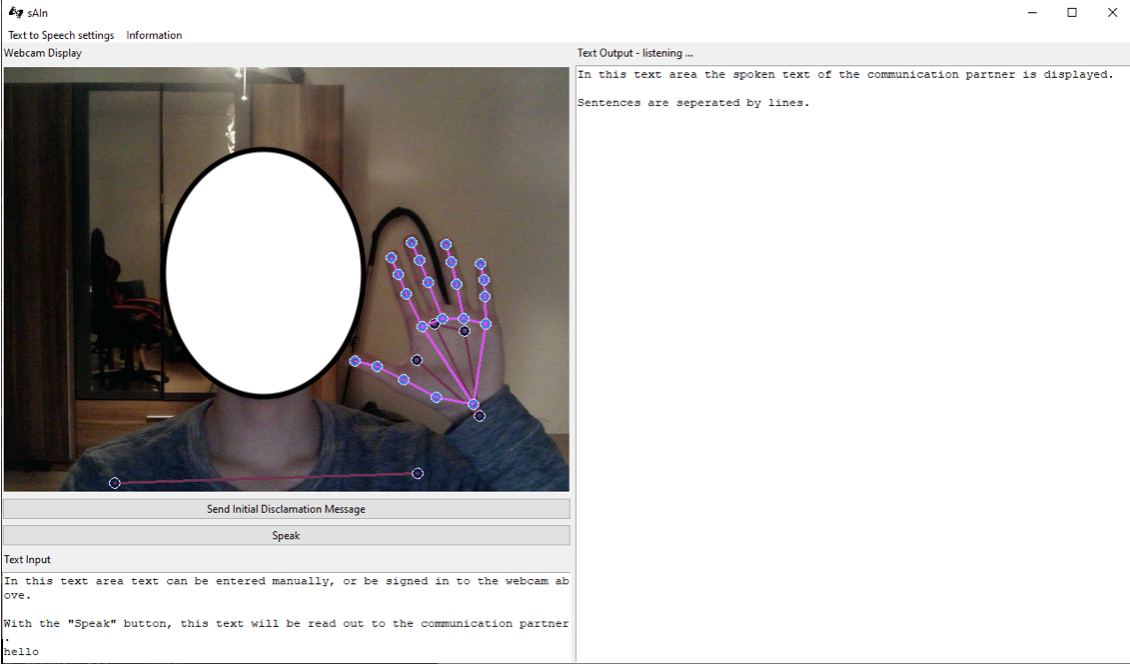 sAIn
Text to Speech settings Information
Webcam Display
Send Initial Disclamation Message
Speak
Text Input
In this text area text can be entered manually, or be signed in to the webcam ab
ove.
With the "Speak" button, this text will be read out to the communication partner
.
hello
Text Output - listening ...
In this text area the spoken text of the communication partner is displayed.
Sentences are seperated by lines.